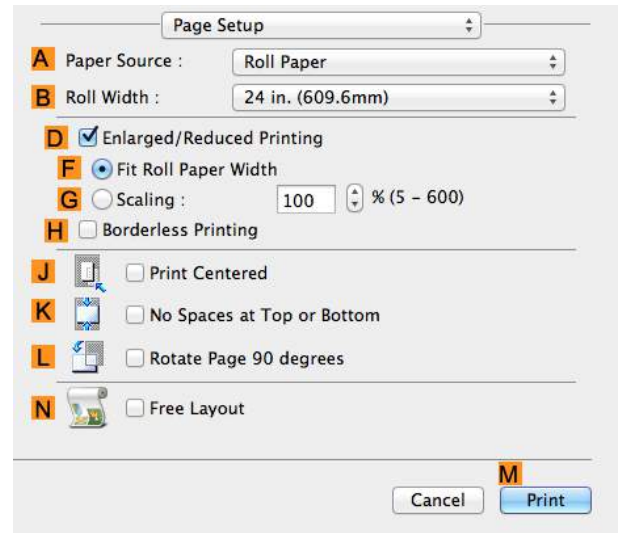 Page Setup
A Paper Source : Roll Paper
B Roll Width : 24 in. (609.6mm)
D Enlarged/Reduced Printing
F Fit Roll Paper Width
G Scaling : 100 % (5 – 600)
H Borderless Printing
J Print Centered
K No Spaces at Top or Bottom
L Rotate Page 90 degrees
N Free Layout
M
Cancel Print